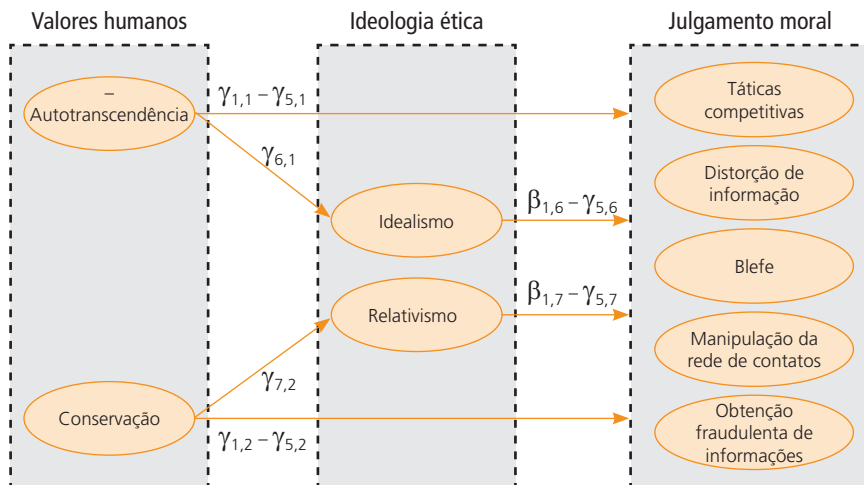 Valores humanos
Ideologia ética
Julgamento moral
–
Autotranscendência
γ1,1 – γ5,1
γ6,1
Táticas
competitivas
Distorção de
informação
Idealismo
β1,6 – γ5,6
Blefe
Relativismo
β1,7 – γ5,7
Manipulação da
rede de contatos
γ7,2
Conservação
γ1,2 – γ5,2
Obtenção
fraudulenta de
informações